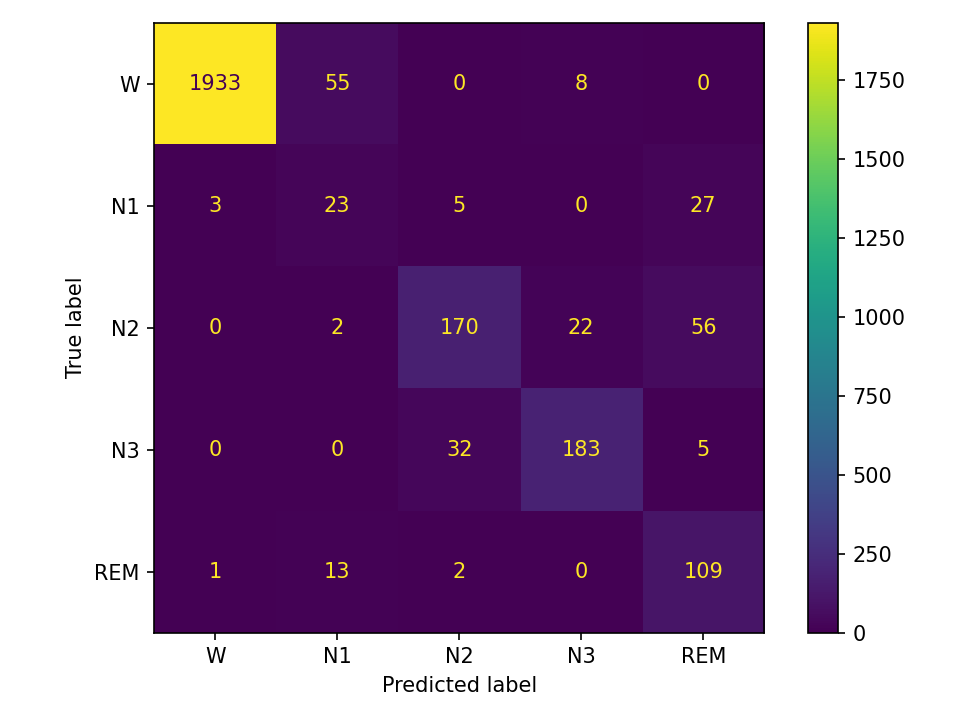 W 1933 55 0 8 0
N1 3 23 5 0 27
N2 0 2 170 22 56
N3 0 0 32 183 5
REM 1 13 2 0 109
W N1 N2 N3 REM
Predicted label
True label
1750
1500
1250
1000
750
500
250
0